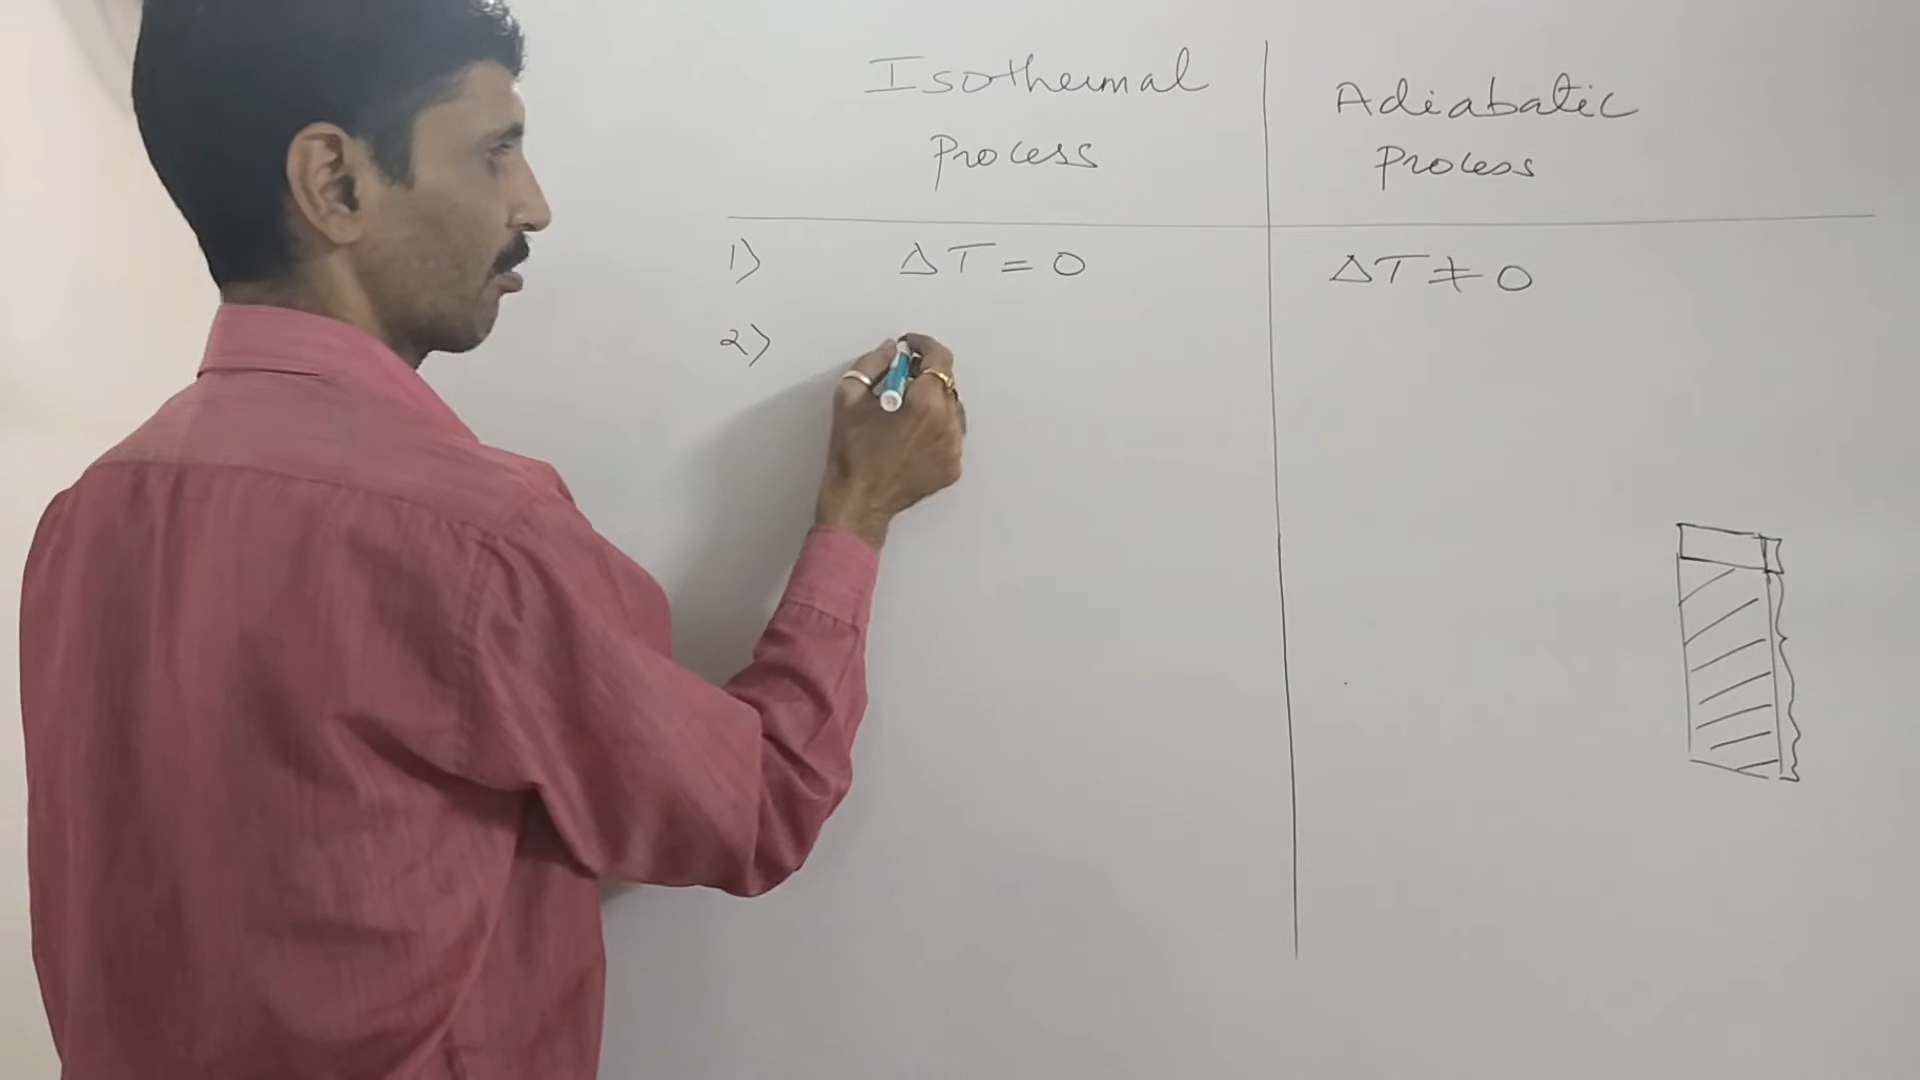 Isothermal
Process
Adiabatic
Process
1) ΔT = 0
ΔT ≠ 0
2)